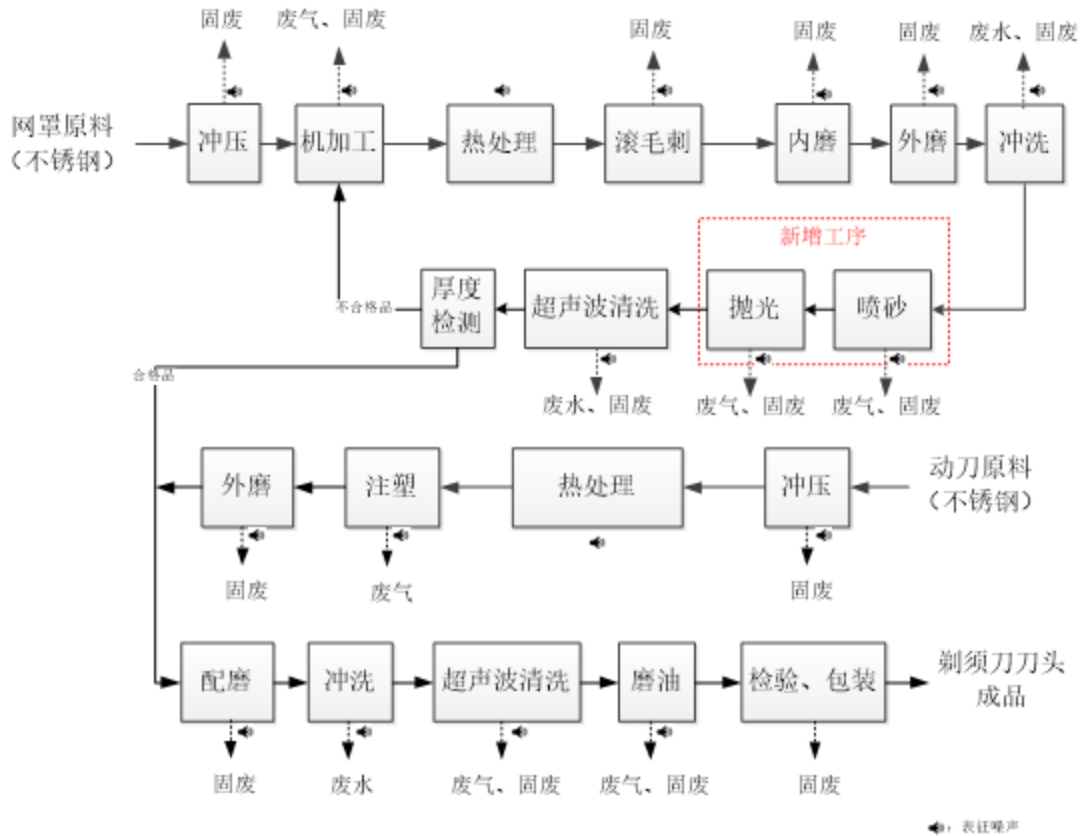 固废
废气、固废
固废
固废
固废
废水、固废
网罩原料
（不锈钢）
冲压
机加工
热处理
滚毛刺
内磨
外磨
冲洗
新增工序
厚度
检测
超声波清洗
抛光
喷砂
不合格品
合格品
废水、固废
废气、固废
废气、固废
外磨
注塑
热处理
冲压
动刀原料
（不锈钢）
固废
废气
固废
配磨
冲洗
超声波清洗
磨油
检验、包装
剃须刀刀头
成品
固废
废水
废气、固废
废气、固废
固废
：表征噪声